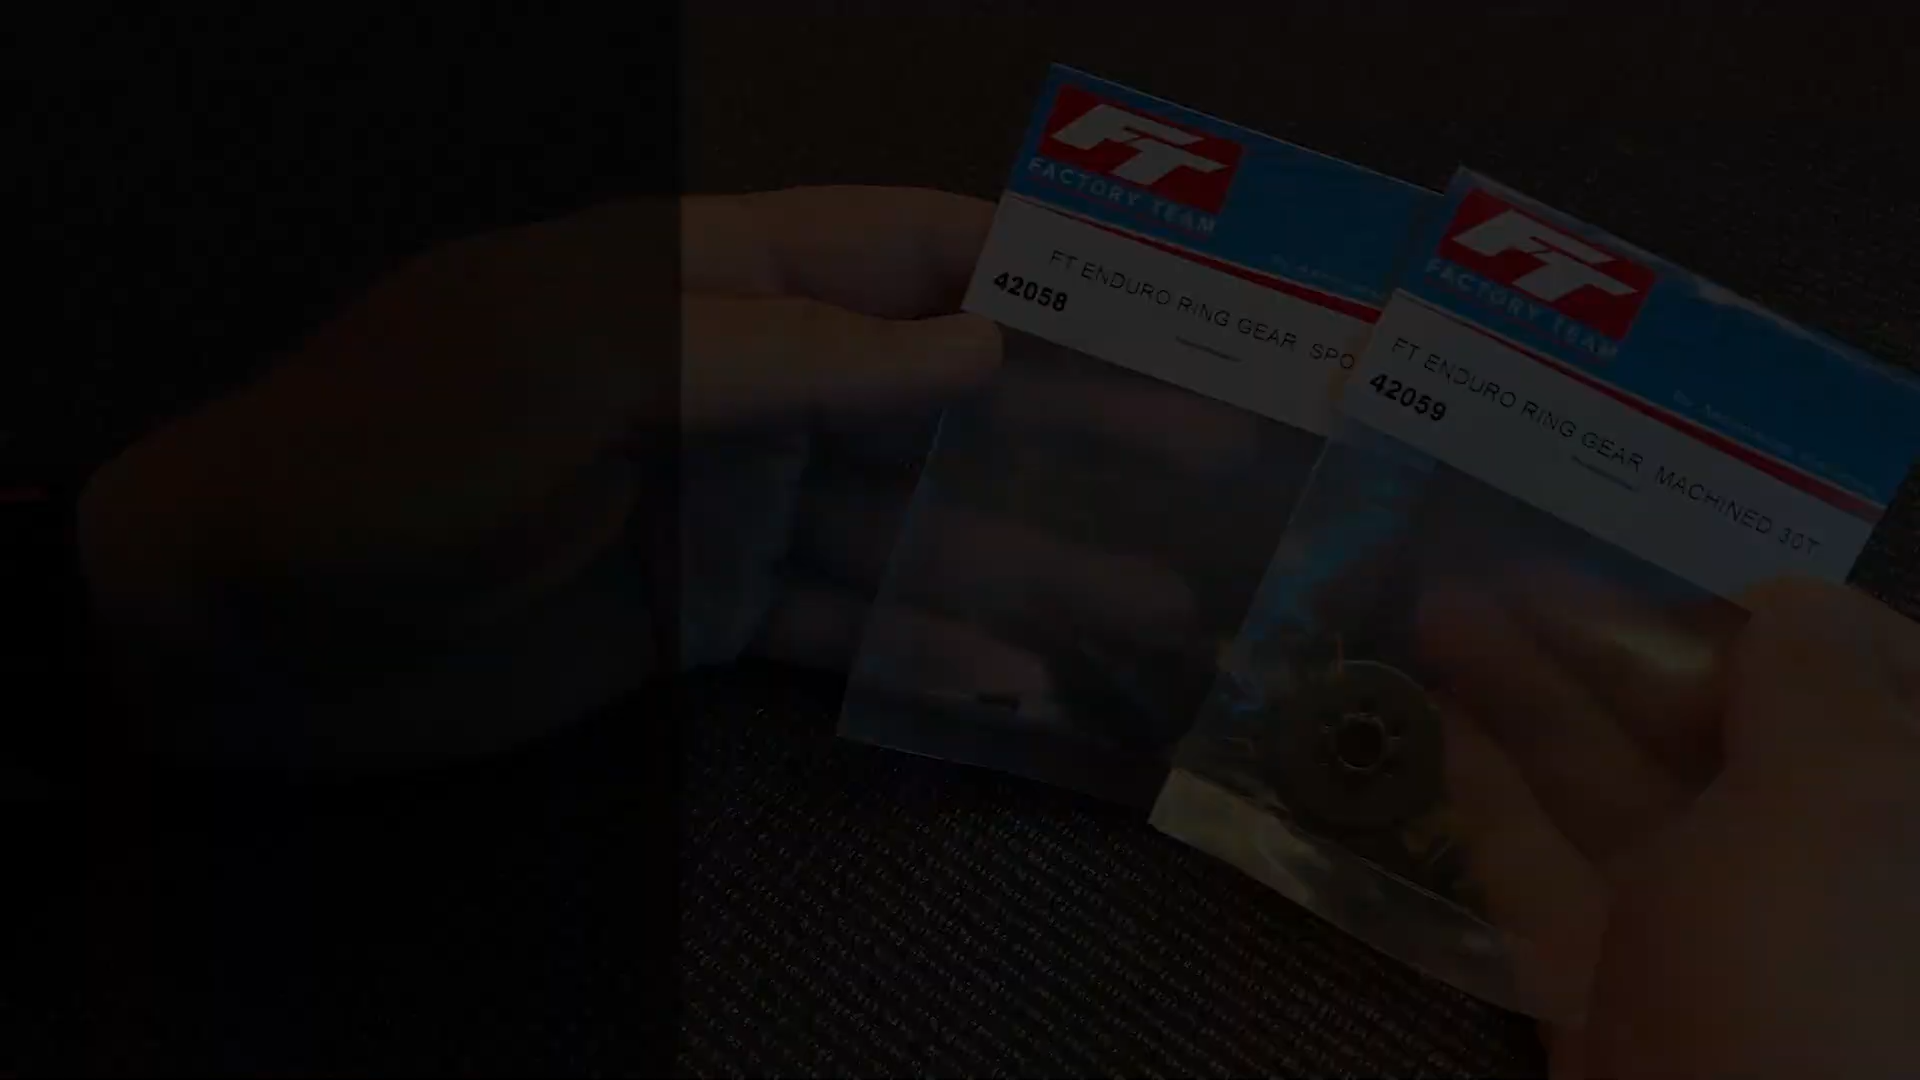 FT
FACTORY TEAM
FT ENDURO RING GEAR SPO
42058
FT
FACTORY TEAM
FT ENDURO RING GEAR MACHINED 30T
42059